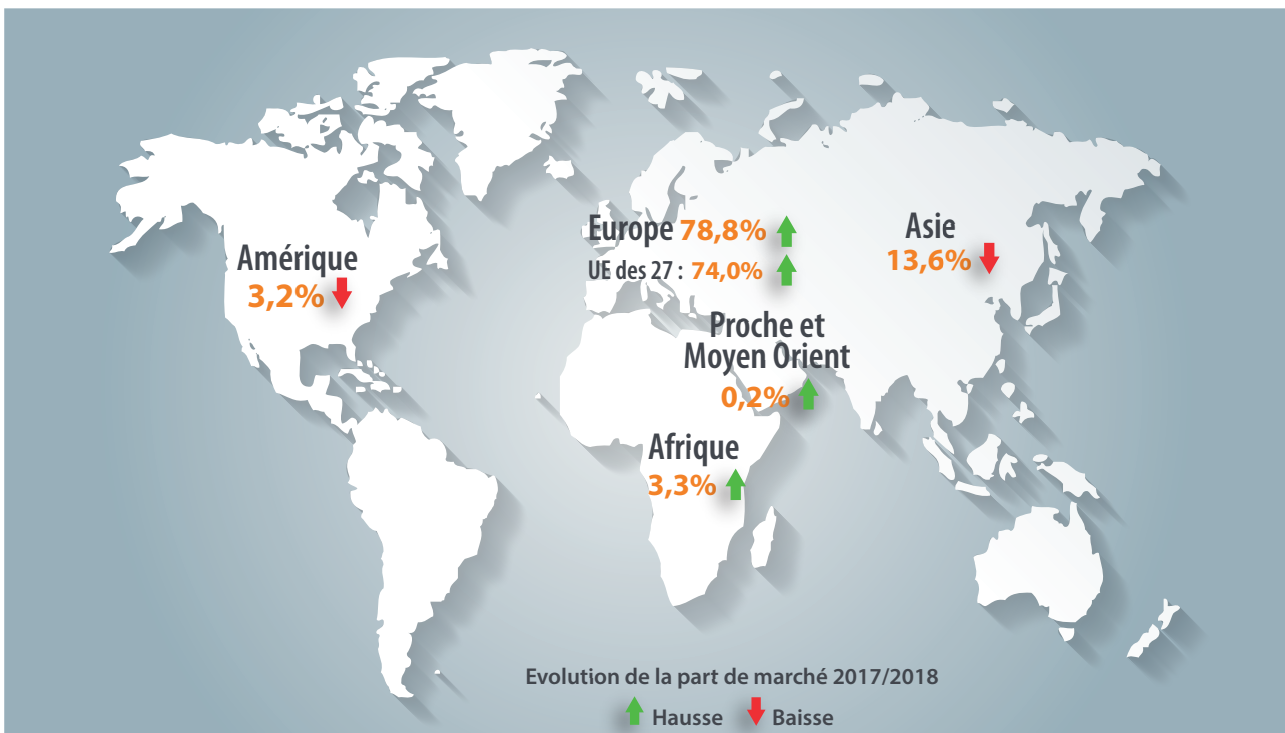 Amérique
3,2%
Europe 78,8%
UE des 27 : 74,0%
Asie
13,6%
Proche et
Moyen Orient
0,2%
Afrique
3,3%
Evolution de la part de marché 2017/2018
Hausse Baisse